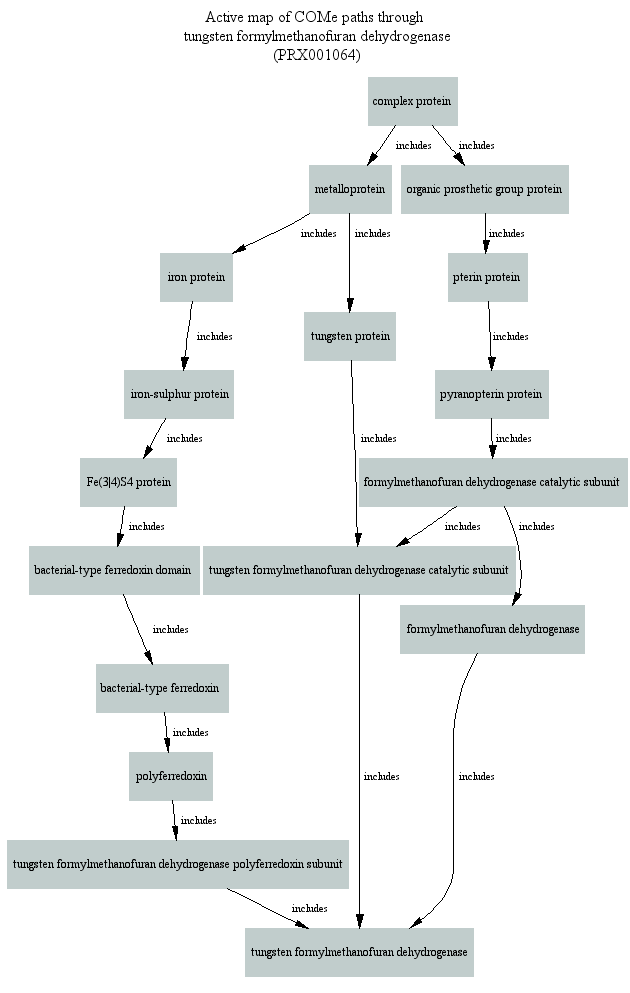 Active map of COMe paths through
tungsten formylmethanofuran dehydrogenase
(PRX001064)
complex protein
includes
includes
metalloprotein
organic prosthetic group protein
includes
includes
includes
iron protein
pterin protein
tungsten protein
includes
includes
iron-sulphur protein
pyranopterin protein
includes
includes
includes
Fe(3|4)S4 protein
formylmethanofuran dehydrogenase catalytic subunit
includes
includes
includes
bacterial-type ferredoxin domain
tungsten formylmethanofuran dehydrogenase catalytic subunit
includes
formylmethanofuran dehydrogenase
bacterial-type ferredoxin
includes
polyferredoxin
includes
includes
includes
tungsten formylmethanofuran dehydrogenase polyferredoxin subunit
includes
tungsten formylmethanofuran dehydrogenase